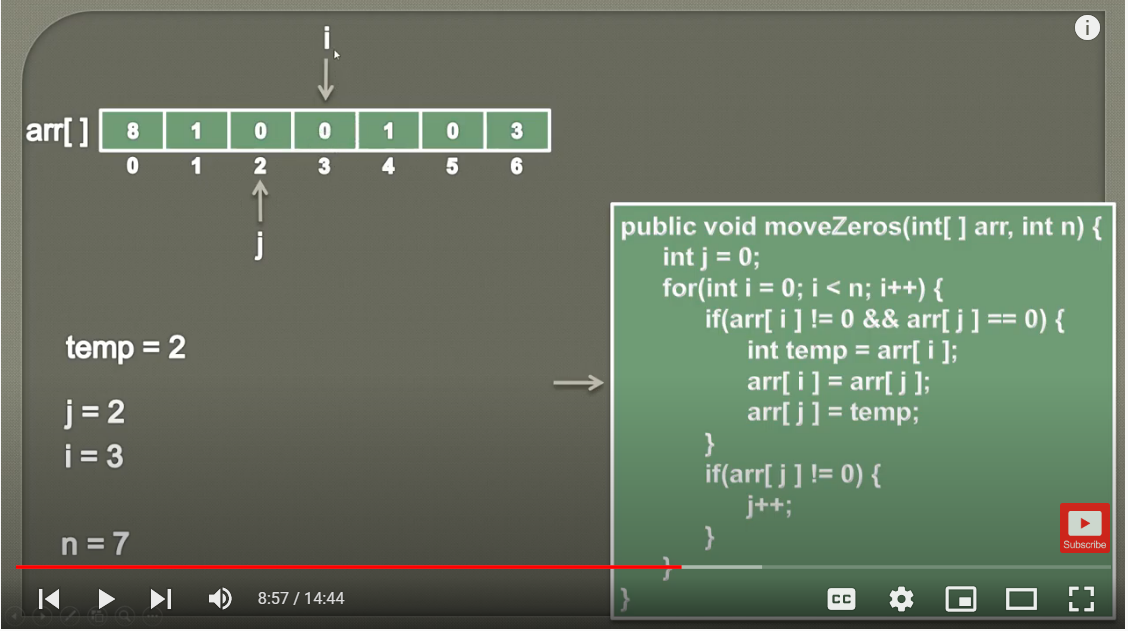 i
arr[ ] 8 1 0 0 1 0 3
0 1 2 3 4 5 6
j
temp = 2
j = 2
i = 3
n = 7
public void moveZeros(int[ ] arr, int n) {
int j = 0;
for(int i = 0; i < n; i++) {
if(arr[ i ] != 0 && arr[ j ] == 0) {
int temp = arr[ i ];
arr[ i ] = arr[ j ];
arr[ j ] = temp;
}
if(arr[ j ] != 0) {
j++;
}
}
}
Subscribe
8:57 / 14:44
CC